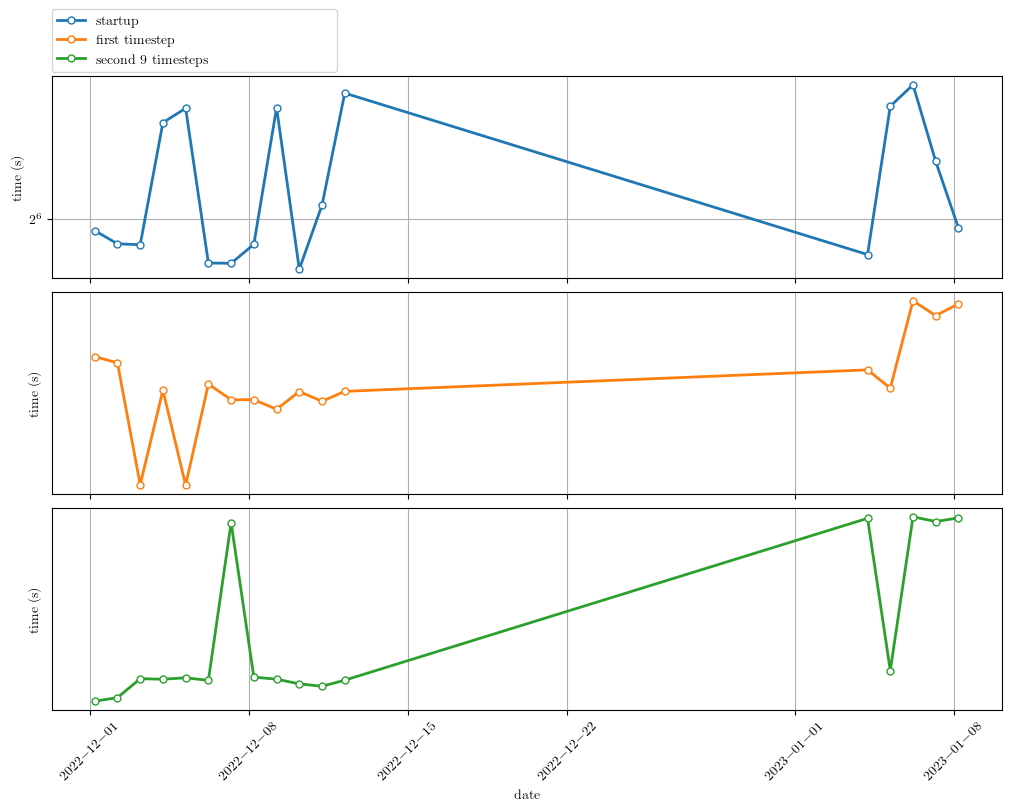 startup
first timestep
second 9 timesteps
time (s)
2⁶
time (s)
time (s)
2022−12−01
2022−12−08
2022−12−15
2022−12−22
2023−01−01
2023−01−08
date